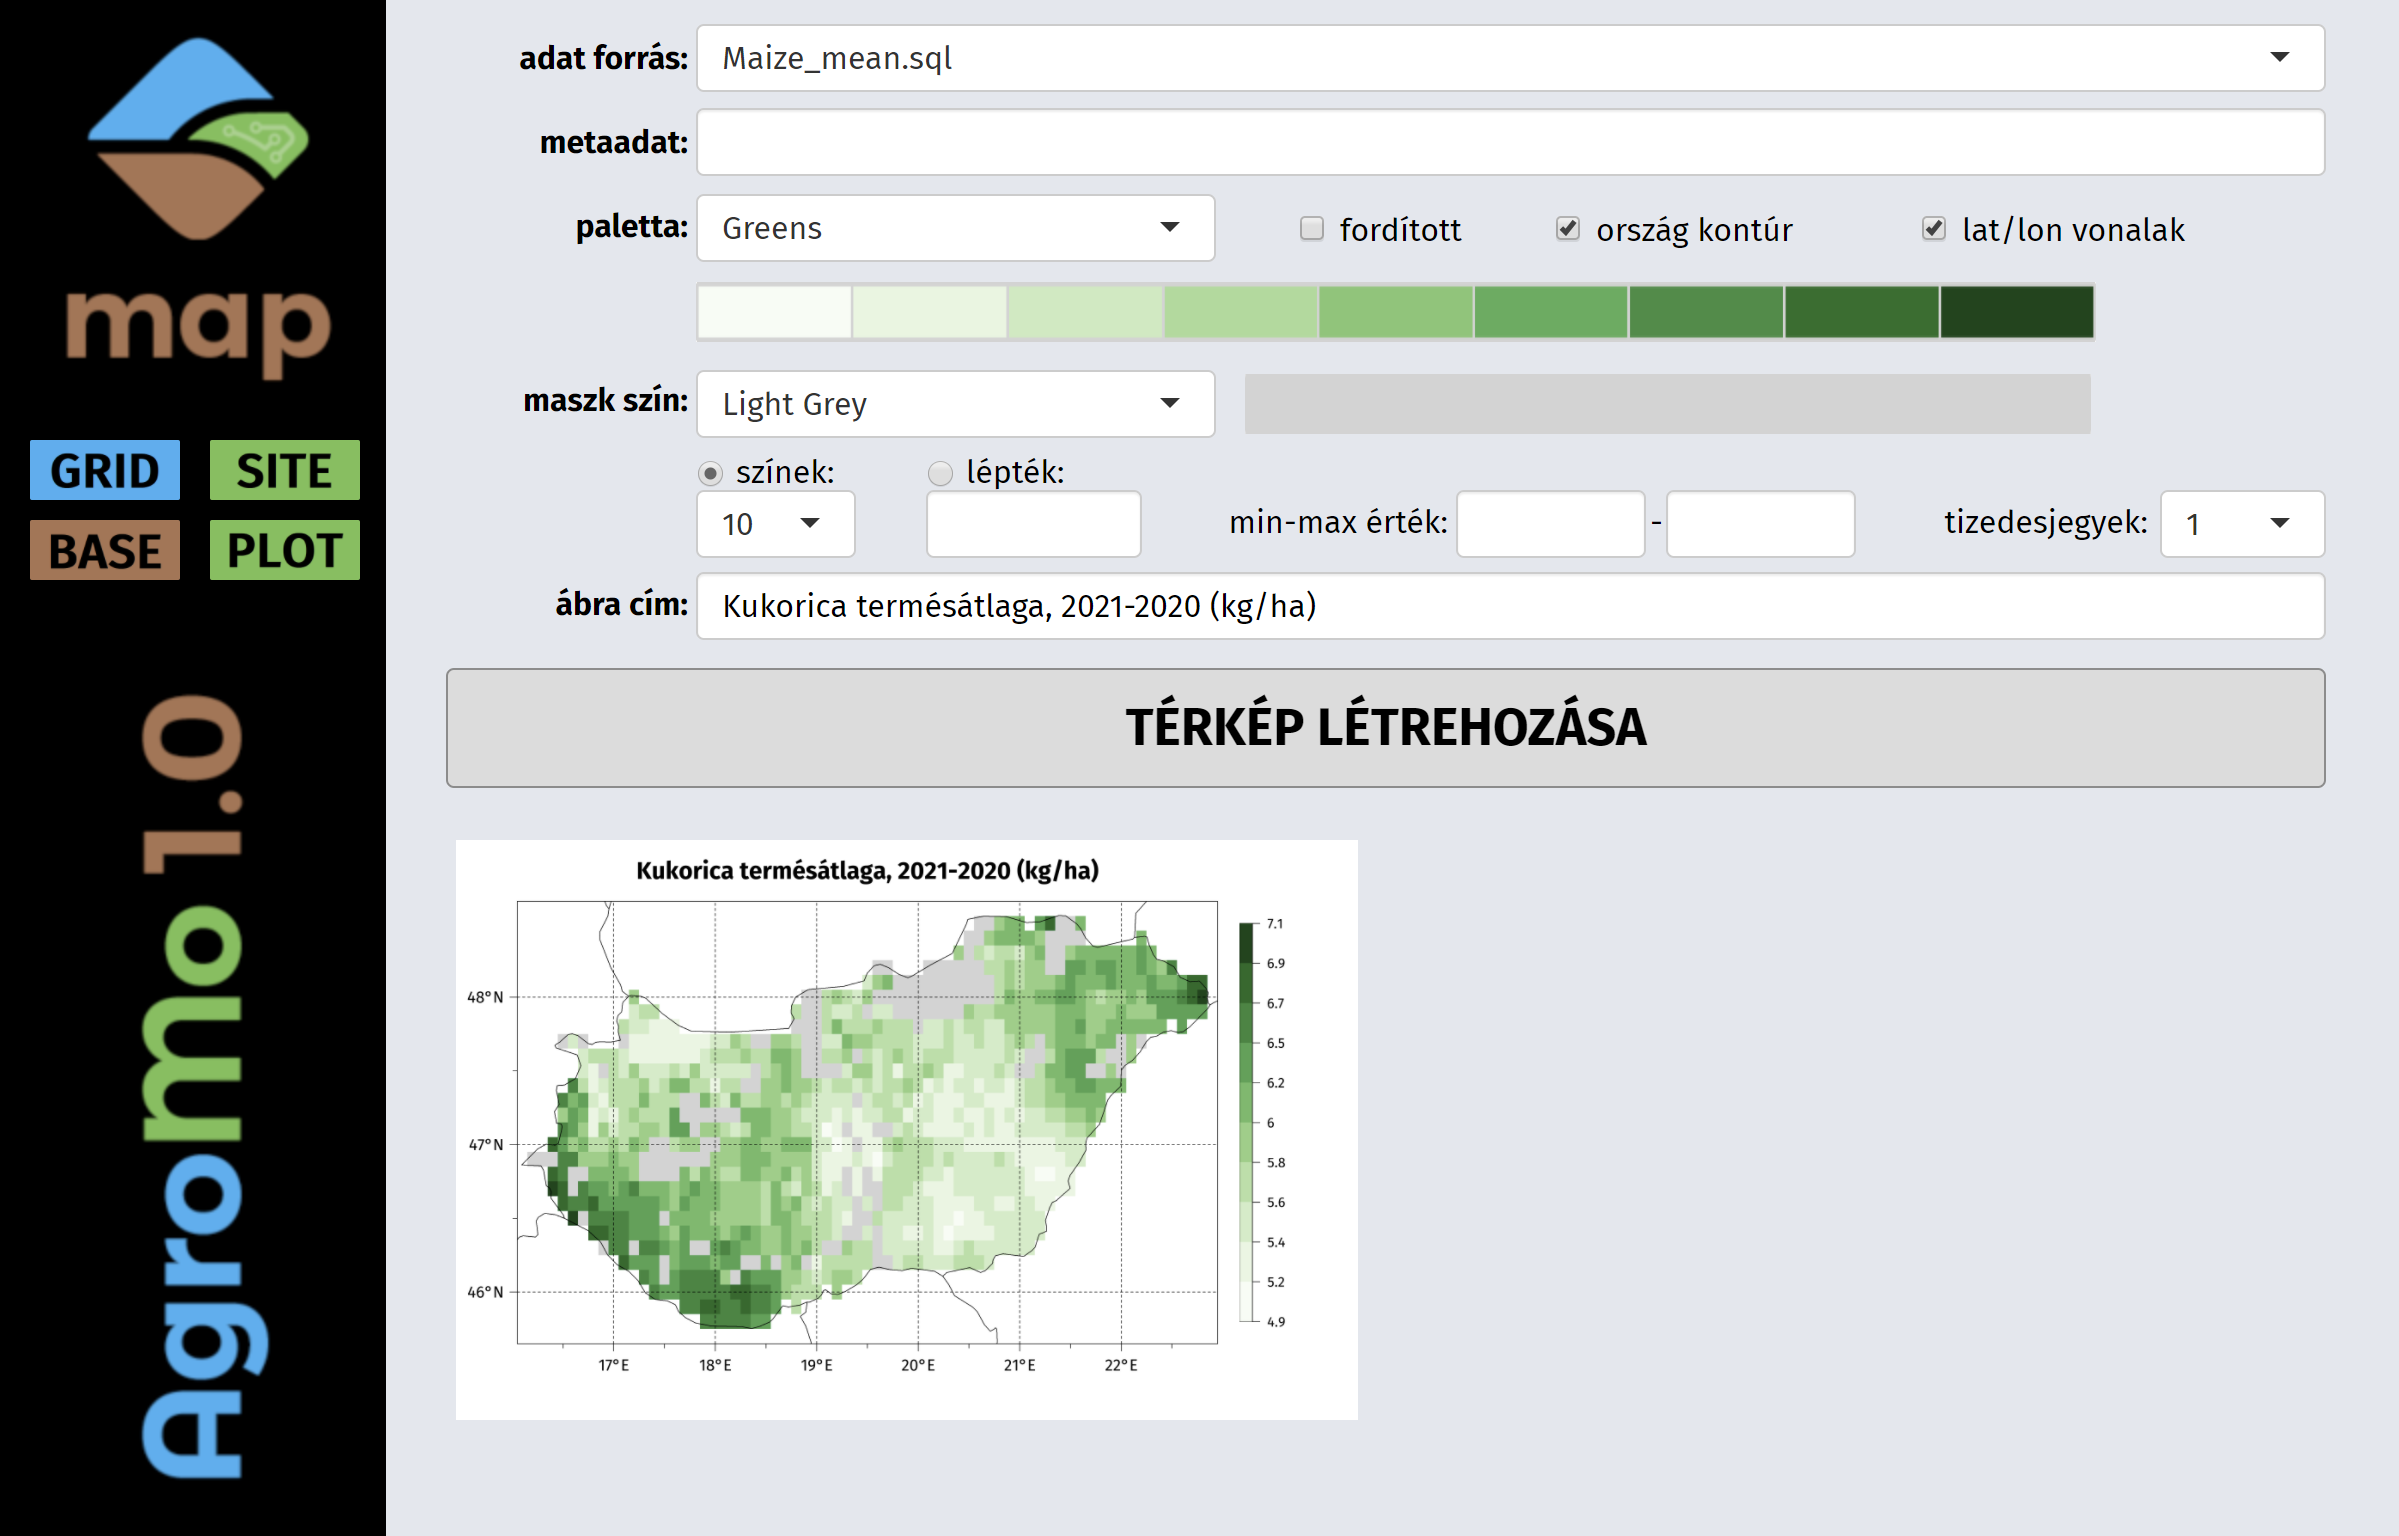 map
GRID SITE
BASE PLOT
Agromo 1.0
adat forrás: Maize_mean.sql
metaadat:
paletta: Greens fordított ország kontúr lat/lon vonalak
maszk szín: Light Grey
színek: lépték:
10 min-max érték: - tizedesjegyek: 1
ábra cím: Kukorica termésátlaga, 2021-2020 (kg/ha)
TÉRKÉP LÉTREHOZÁSA
Kukorica termésátlaga, 2021-2020 (kg/ha)
48°N
47°N
46°N
17°E 18°E 19°E 20°E 21°E 22°E
7.1
6.9
6.7
6.5
6.2
6
5.8
5.6
5.4
5.2
4.9